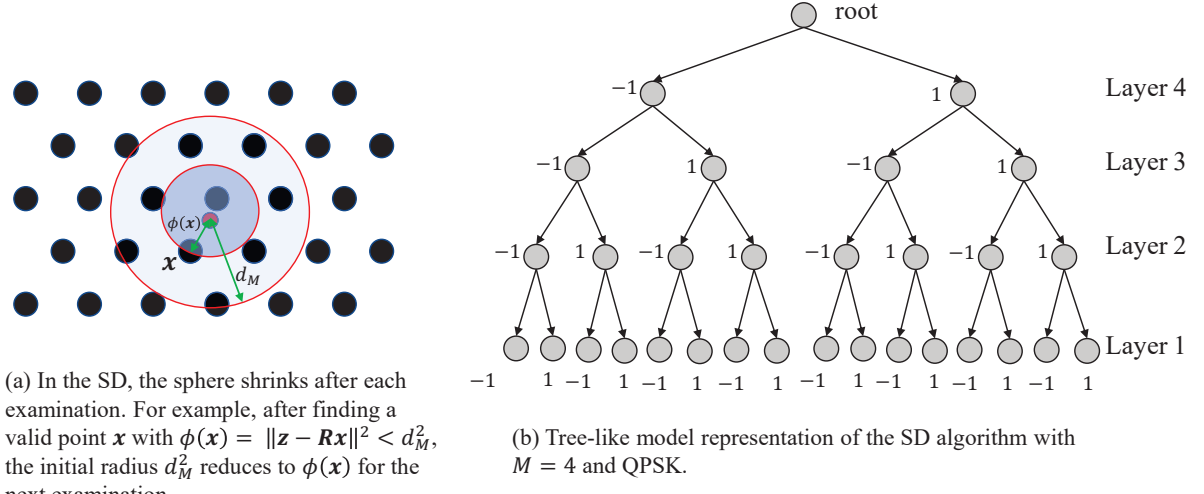 root
−1
1
Layer 4
−1
1
−1
1
Layer 3
−1
1
−1
1
−1
1
−1
1
Layer 2
Layer 1
−1 1 −1 1 −1 1 −1 1 −1 1 −1 1 −1 1 −1 1
ϕ(x)
x
d_M
(a) In the SD, the sphere shrinks after each
examination. For example, after finding a
valid point x with ϕ(x) = ‖z − Rx‖² < d_M²,
the initial radius d_M² reduces to ϕ(x) for the
next examination
(b) Tree-like model representation of the SD algorithm with
M = 4 and QPSK.